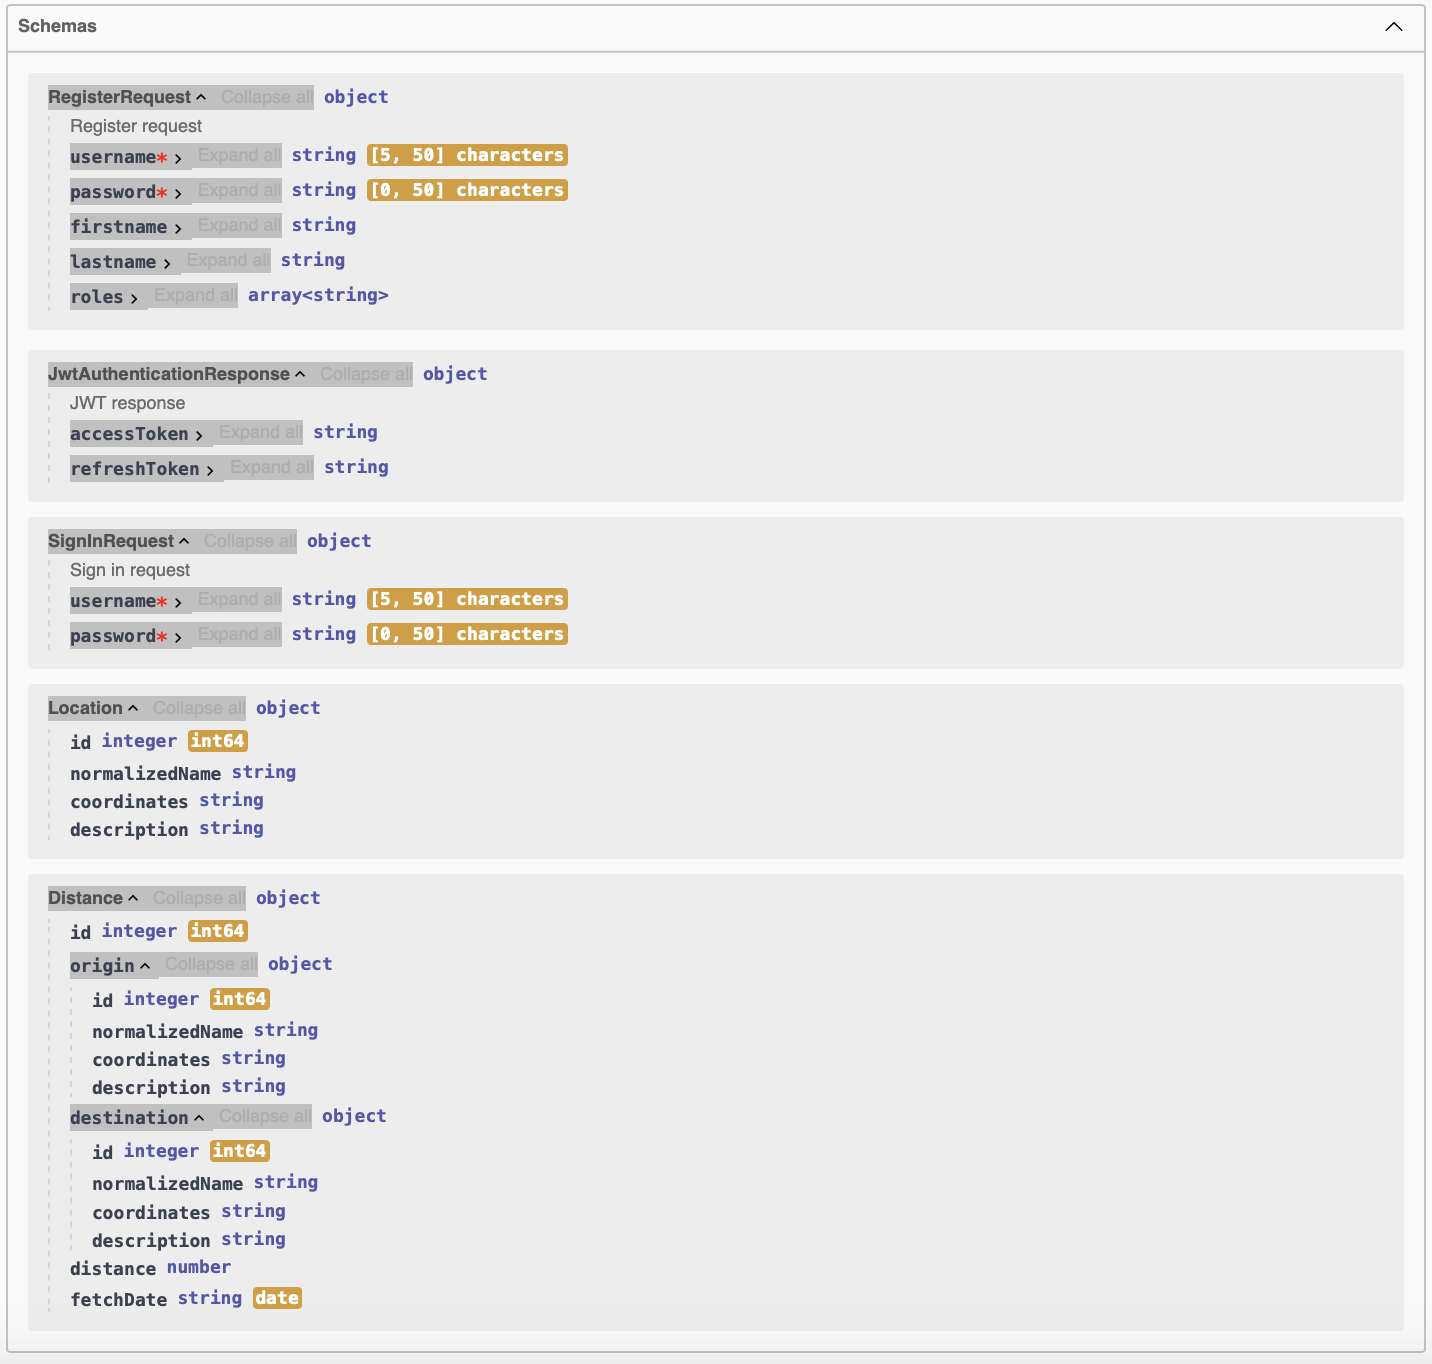 Schemas
RegisterRequest Collapse all object
Register request
username* Expand all string [5, 50] characters
password* Expand all string [0, 50] characters
firstname Expand all string
lastname Expand all string
roles Expand all array<string>
JwtAuthenticationResponse Collapse all object
JWT response
accessToken Expand all string
refreshToken Expand all string
SignInRequest Collapse all object
Sign in request
username* Expand all string [5, 50] characters
password* Expand all string [0, 50] characters
Location Collapse all object
id integer int64
normalizedName string
coordinates string
description string
Distance Collapse all object
id integer int64
origin Collapse all object
id integer int64
normalizedName string
coordinates string
description string
destination Collapse all object
id integer int64
normalizedName string
coordinates string
description string
distance number
fetchDate string date